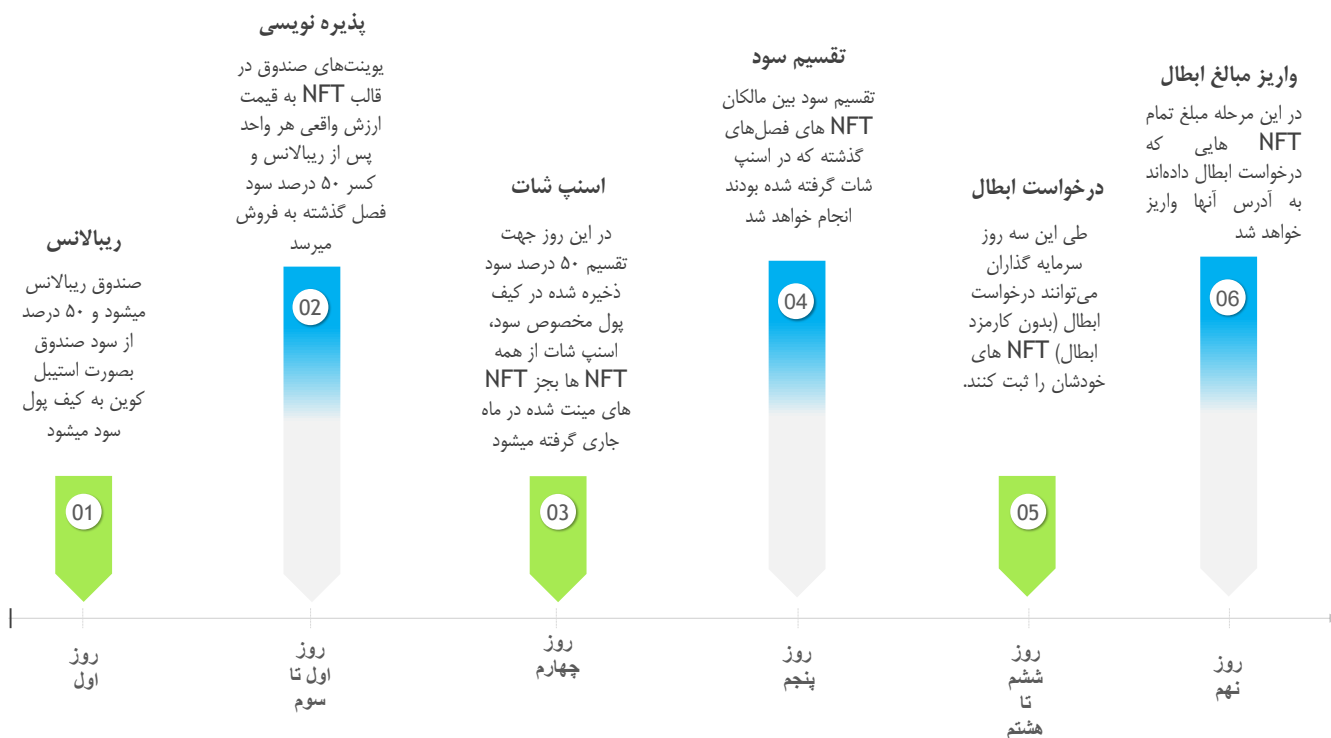 ریبالانس
صندوق ریبالانس
میشود و ۵۰ درصد
از سود صندوق
بصورت استیبل
کوین به کیف پول
سود میشود
01
روز
اول
پذیره نویسی
یوینت‌های صندوق در
قالب NFT به قیمت
ارزش واقعی هر واحد
پس از ریبالانس و
کسر ۵۰ درصد سود
فصل گذشته به فروش
میرسد
02
روز
اول تا
سوم
اسنپ شات
در این روز جهت
تقسیم ۵۰ درصد سود
ذخیره شده در کیف
پول مخصوص سود،
اسنپ شات از همه
NFT ها بجز NFT
های مینت شده در ماه
جاری گرفته میشود
03
روز
چهارم
تقسیم سود
تقسیم سود بین مالکان
NFT های فصل‌های
گذشته که در اسنپ
شات گرفته شده بودند
انجام خواهد شد
04
روز
پنجم
درخواست ابطال
طی این سه روز
سرمایه گذاران
می‌توانند درخواست
ابطال (بدون کارمزد
ابطال) NFT های
خودشان را ثبت کنند.
05
روز
ششم
تا
هشتم
واریز مبالغ ابطال
در این مرحله مبلغ تمام
NFT هایی که
درخواست ابطال داده‌اند
به آدرس آنها واریز
خواهد شد
06
روز
نهم